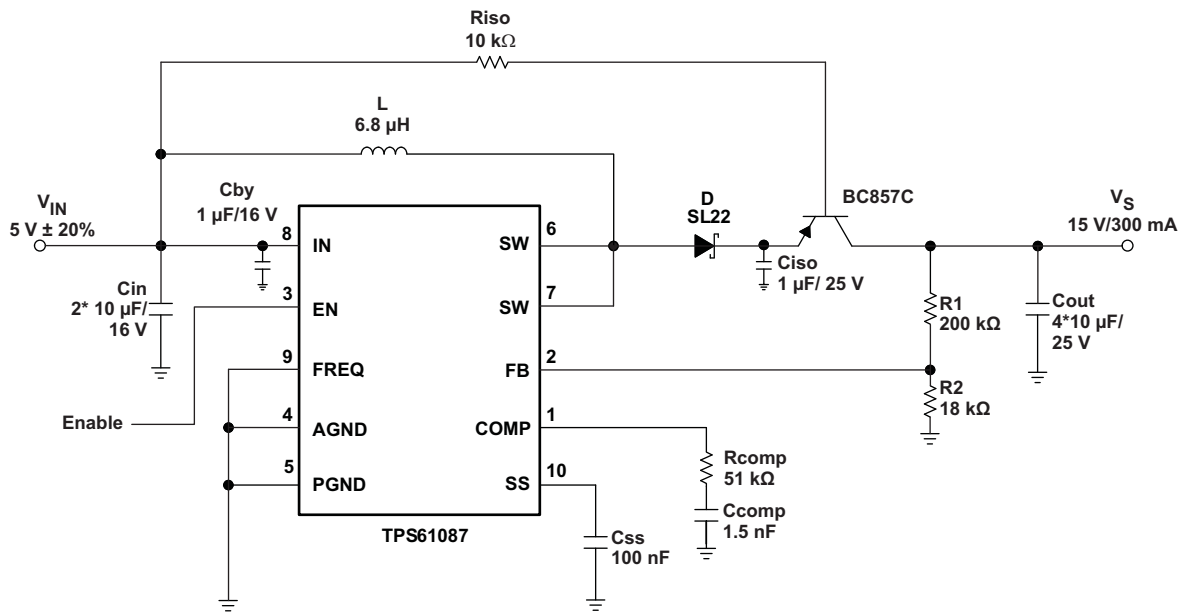 Riso
10 kΩ
L
6.8 µH
Cby
1 µF/16 V
VIN
5 V ± 20%
D
SL22
BC857C
VS
15 V/300 mA
8
IN
SW
6
Cin
2* 10 µF/
16 V
3
EN
SW
7
Ciso
1 µF/ 25 V
R1
200 kΩ
Cout
4*10 µF/
25 V
9
FREQ
FB
2
R2
18 kΩ
Enable
4
AGND
COMP
1
Rcomp
51 kΩ
5
PGND
SS
10
Ccomp
1.5 nF
TPS61087
Css
100 nF